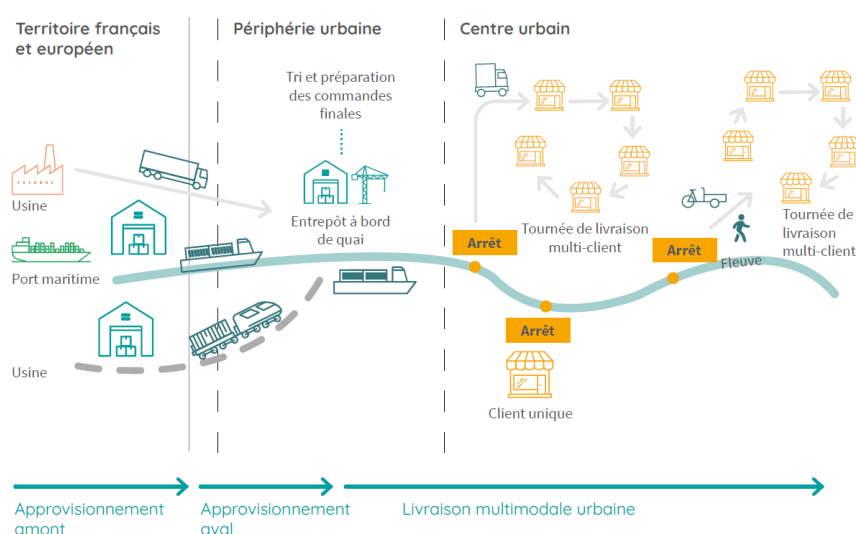 Territoire français
et européen
Périphérie urbaine
Centre urbain
Tri et préparation
des commandes
finales
Usine
Entrepôt à bord
de quai
Port maritime
Usine
Arrêt
Tournée de livraison
multi-client
Arrêt
Fleuve
Tournée de
livraison
multi-client
Arrêt
Client unique
Approvisionnement
amont
Approvisionnement
aval
Livraison multimodale urbaine